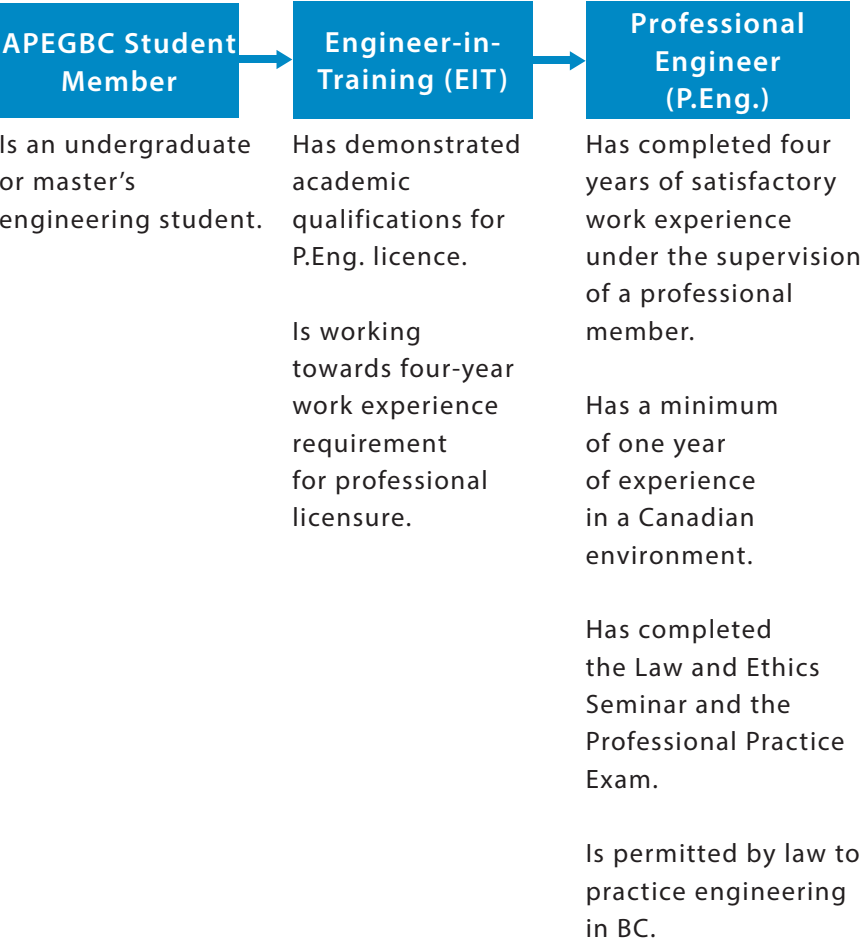 APEGBC Student
Member
Engineer-in-
Training (EIT)
Professional
Engineer
(P.Eng.)
Is an undergraduate
or master's
engineering student.
Has demonstrated
academic
qualifications for
P.Eng. licence.
Is working
towards four-year
work experience
requirement
for professional
licensure.
Has completed four
years of satisfactory
work experience
under the supervision
of a professional
member.
Has a minimum
of one year
of experience
in a Canadian
environment.
Has completed
the Law and Ethics
Seminar and the
Professional Practice
Exam.
Is permitted by law to
practice engineering
in BC.